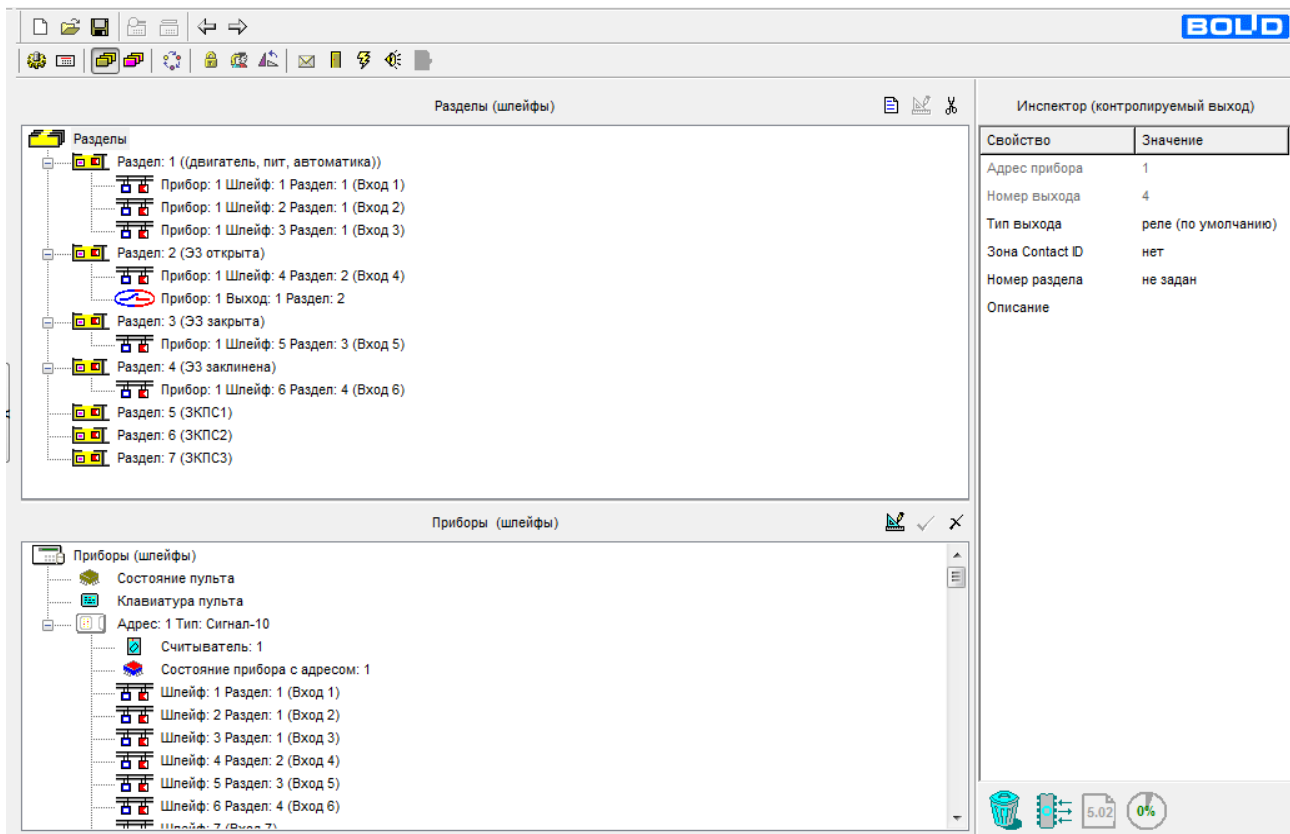 BOLID
Разделы (шлейфы)
Разделы
Раздел: 1 ((двигатель, пит, автоматика))
Прибор: 1 Шлейф: 1 Раздел: 1 (Вход 1)
Прибор: 1 Шлейф: 2 Раздел: 1 (Вход 2)
Прибор: 1 Шлейф: 3 Раздел: 1 (Вход 3)
Раздел: 2 (ЭЗ открыта)
Прибор: 1 Шлейф: 4 Раздел: 2 (Вход 4)
Прибор: 1 Выход: 1 Раздел: 2
Раздел: 3 (ЭЗ закрыта)
Прибор: 1 Шлейф: 5 Раздел: 3 (Вход 5)
Раздел: 4 (ЭЗ заклинена)
Прибор: 1 Шлейф: 6 Раздел: 4 (Вход 6)
Раздел: 5 (ЗКПС1)
Раздел: 6 (ЗКПС2)
Раздел: 7 (ЗКПС3)
Приборы (шлейфы)
Приборы (шлейфы)
Состояние пульта
Клавиатура пульта
Адрес: 1 Тип: Сигнал-10
Считыватель: 1
Состояние прибора с адресом: 1
Шлейф: 1 Раздел: 1 (Вход 1)
Шлейф: 2 Раздел: 1 (Вход 2)
Шлейф: 3 Раздел: 1 (Вход 3)
Шлейф: 4 Раздел: 2 (Вход 4)
Шлейф: 5 Раздел: 3 (Вход 5)
Шлейф: 6 Раздел: 4 (Вход 6)
Шлейф: 7 (Вход 7)
Инспектор (контролируемый выход)
Свойство Значение
Адрес прибора 1
Номер выхода 4
Тип выхода реле (по умолчанию)
Зона Contact ID нет
Номер раздела не задан
Описание
5.02 0%